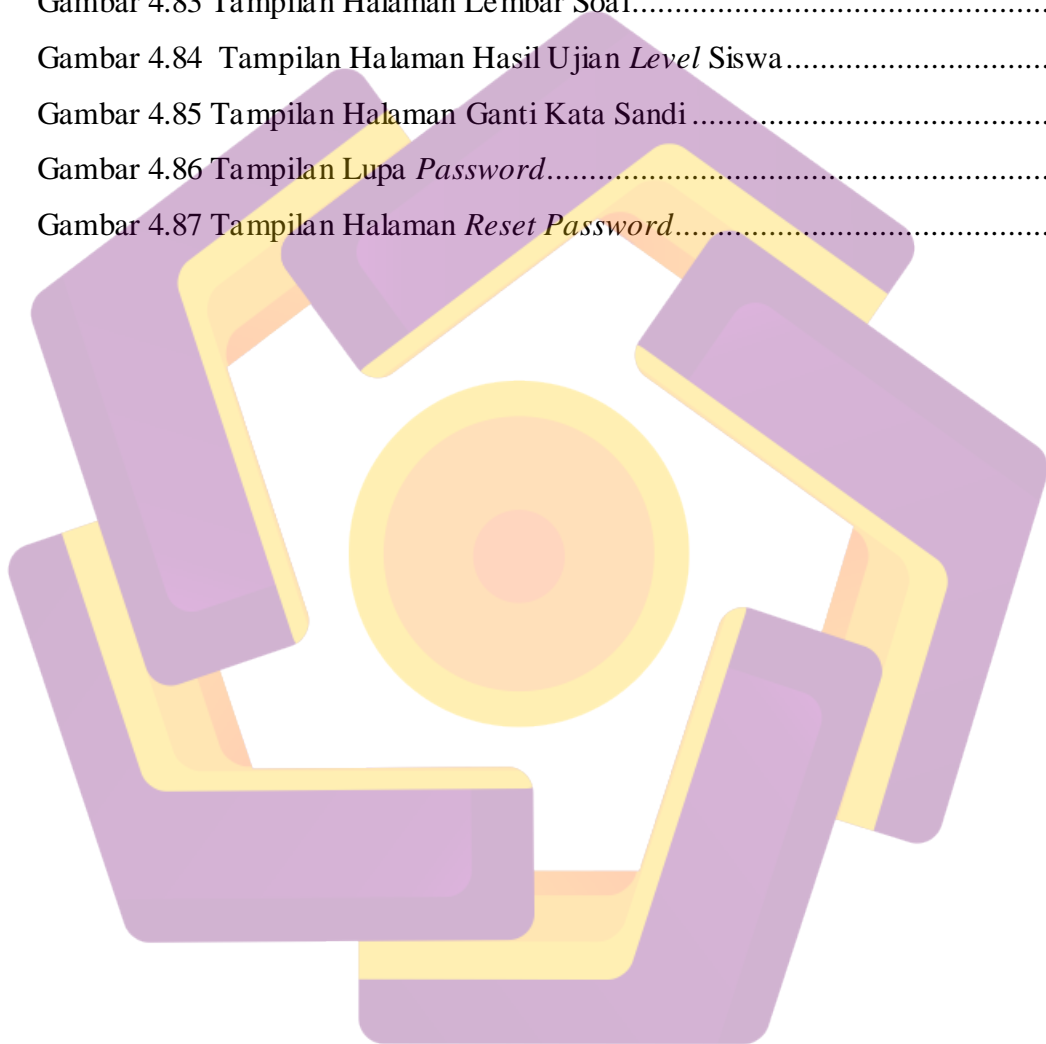 Gambar 4.83 Tampilan Halaman Lembar Soal........................................................
Gambar 4.84  Tampilan Halaman Hasil Ujian Level Siswa..................................
Gambar 4.85 Tampilan Halaman Ganti Kata Sandi..............................................
Gambar 4.86 Tampilan Lupa Password................................................................
Gambar 4.87 Tampilan Halaman Reset Password................................................